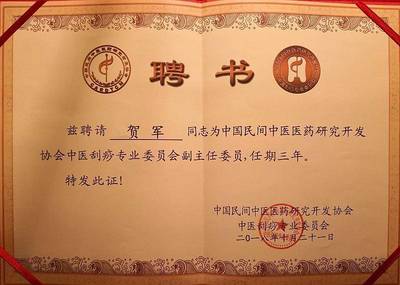 聘书
兹聘请 贺军 同志为中国民间中医医药研究开发
协会中医刮痧专业委员会副主任委员,任期三年。
特发此证!
中国民间中医医药研究开发协会
中医刮痧专业委员会
二〇一八年十月二十一日